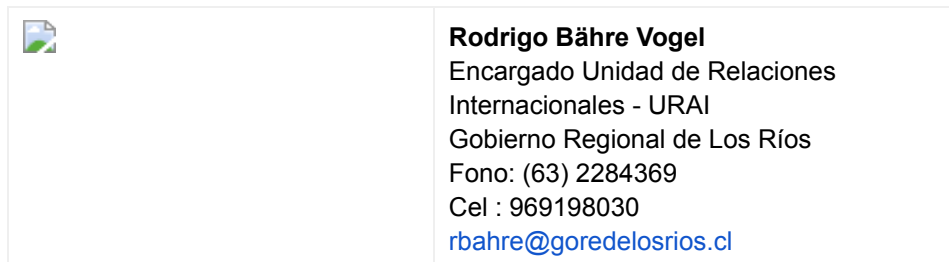 Rodrigo Bähre Vogel
Encargado Unidad de Relaciones
Internacionales - URAI
Gobierno Regional de Los Ríos
Fono: (63) 2284369
Cel : 969198030
rbahre@goredelosrios.cl